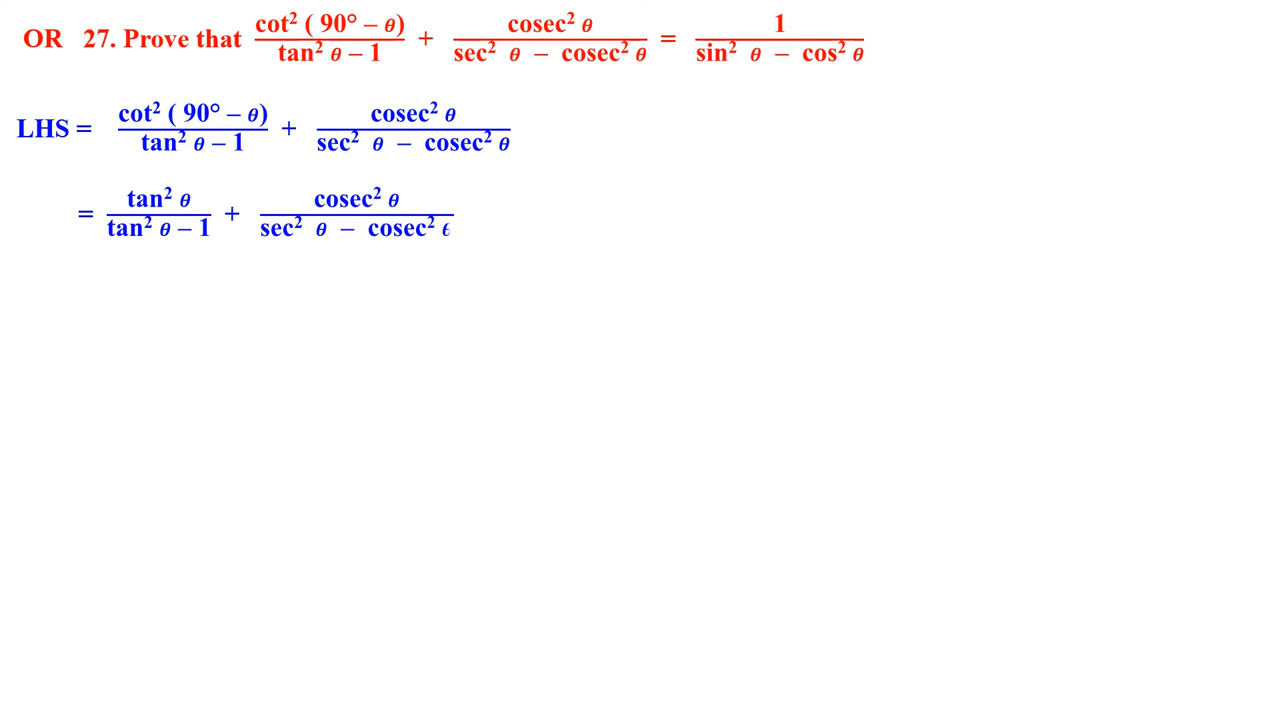 OR 27. Prove that cot² ( 90° – θ) / tan² θ – 1 + cosec² θ / sec² θ – cosec² θ = 1 / sin² θ – cos² θ
LHS = cot² ( 90° – θ) / tan² θ – 1 + cosec² θ / sec² θ – cosec² θ
= tan² θ / tan² θ – 1 + cosec² θ / sec² θ – cosec²